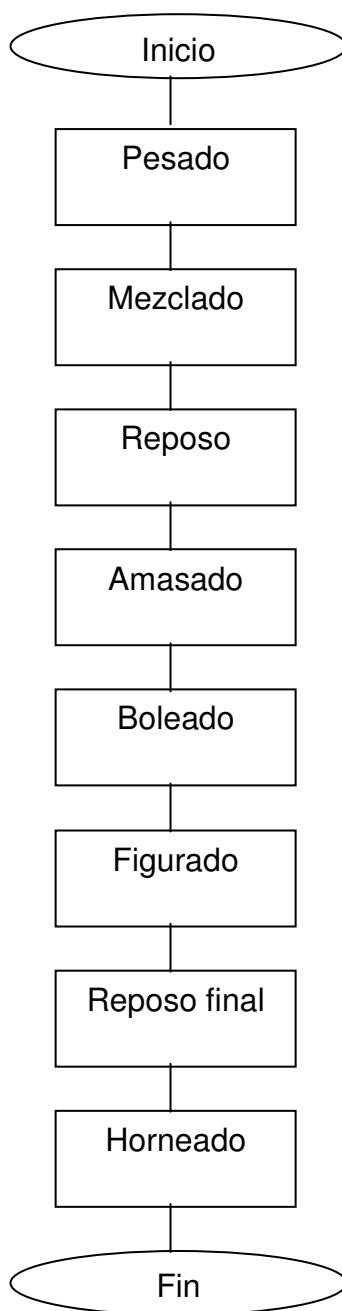 Inicio
Pesado
Mezclado
Reposo
Amasado
Boleado
Figurado
Reposo final
Horneado
Fin